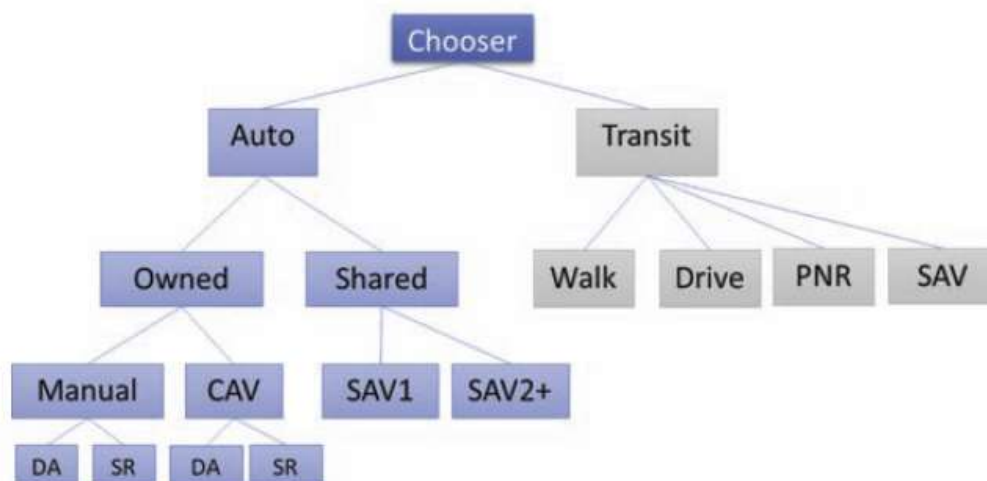 Chooser
Auto
Transit
Owned
Shared
Walk
Drive
PNR
SAV
Manual
CAV
SAV1
SAV2+
DA
SR
DA
SR